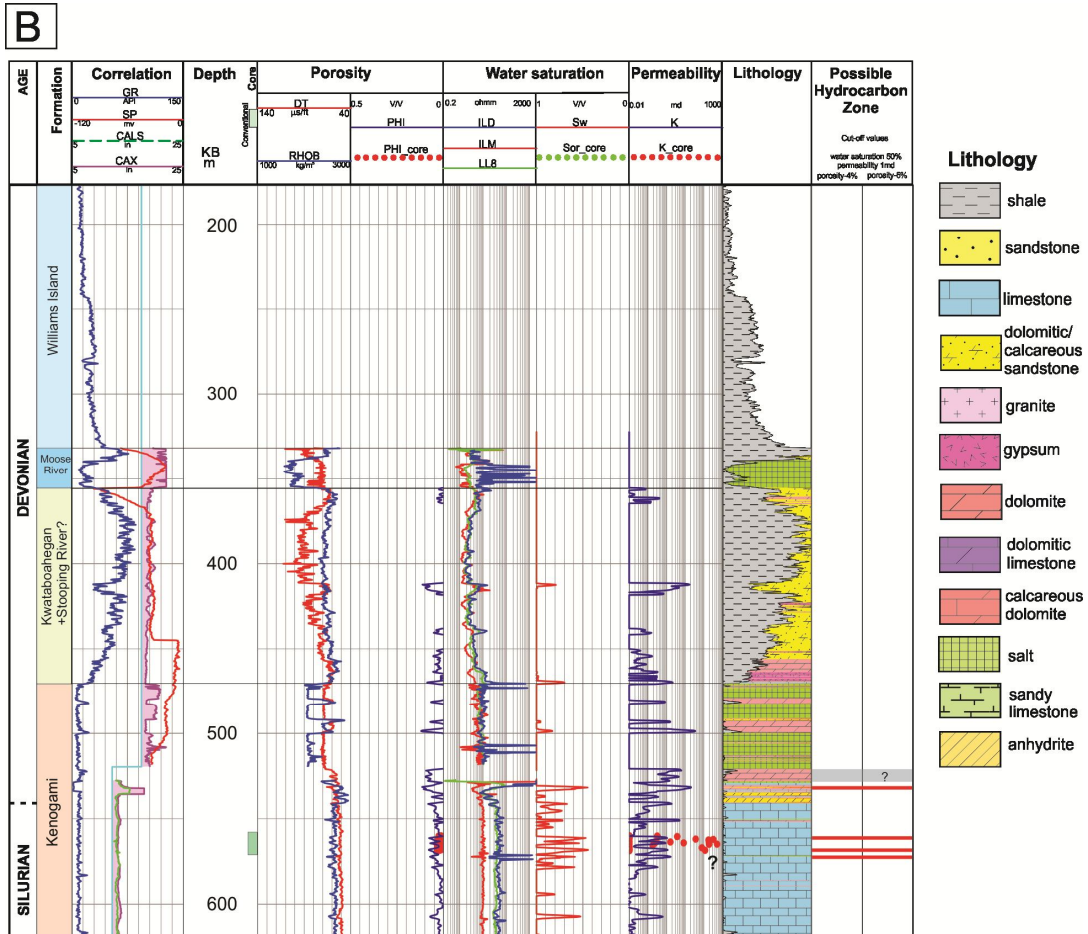 B
AGE
Formation
Correlation
GR
0 API 150
SP
-120 mv 0
CALS
5 in 25
CAX
5 in 25
Depth
KB
m
Core
Conventional
Porosity
DT
140 µs/ft 40
RHOB
1000 kg/m³ 3000
0.5 V/V 0
PHI
PHI_core
Water saturation
0.2 ohmm 2000
ILD
ILM
LL8
1 V/V 0
Sw
Sor_core
Permeability
0.01 md 1000
K
K_core
Lithology
Possible
Hydrocarbon
Zone
Cut-off values
water saturation 50%
permeability 1md
porosity-4% porosity-6%
DEVONIAN
SILURIAN
Williams Island
Moose
River
Kwataboahegan
+Stooping River?
Kenogami
200
300
400
500
600
?
?
Lithology
shale
sandstone
limestone
dolomitic/
calcareous
sandstone
granite
gypsum
dolomite
dolomitic
limestone
calcareous
dolomite
salt
sandy
limestone
anhydrite